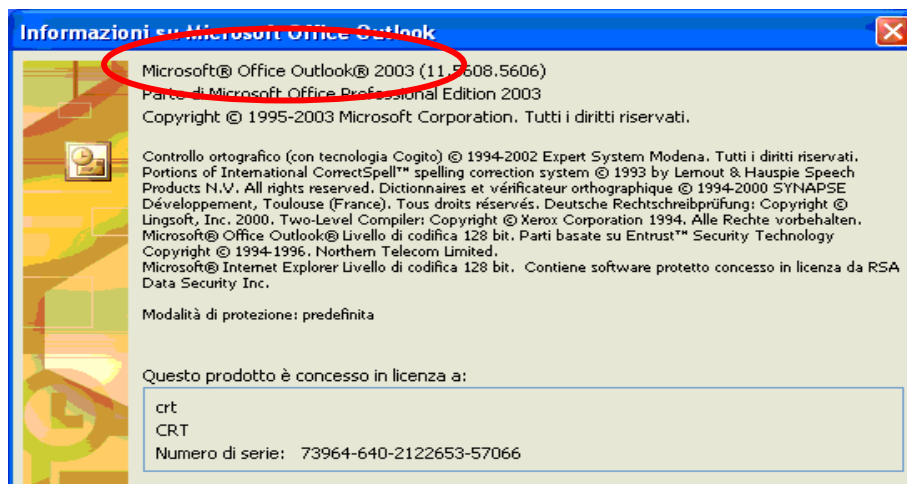 Informazioni su Microsoft Office Outlook
Microsoft® Office Outlook® 2003 (11.5608.5606)
Parte di Microsoft Office Professional Edition 2003
Copyright © 1995-2003 Microsoft Corporation. Tutti i diritti riservati.
Controllo ortografico (con tecnologia Cogito) © 1994-2002 Expert System Modena. Tutti i diritti riservati.
Portions of International CorrectSpell™ spelling correction system © 1993 by Lernout & Hauspie Speech
Products N.V. All rights reserved. Dictionnaires et vérificateur orthographique © 1994-2000 SYNAPSE
Développement, Toulouse (France). Tous droits réservés. Deutsche Rechtschreibprüfung: Copyright ©
Lingsoft, Inc. 2000. Two-Level Compiler: Copyright © Xerox Corporation 1994. Alle Rechte vorbehalten.
Microsoft® Office Outlook® Livello di codifica 128 bit. Parti basate su Entrust™ Security Technology
Copyright © 1994-1996. Northern Telecom Limited.
Microsoft® Internet Explorer Livello di codifica 128 bit. Contiene software protetto concesso in licenza da RSA
Data Security Inc.
Modalità di protezione: predefinita
Questo prodotto è concesso in licenza a:
crt
CRT
Numero di serie: 73964-640-2122653-57066